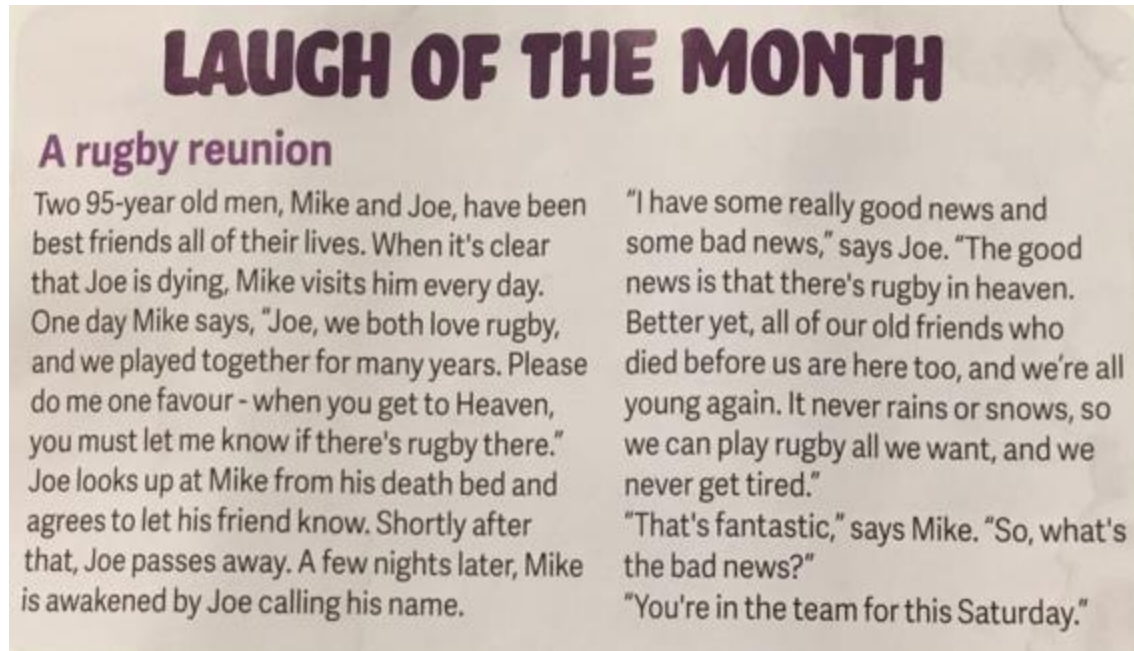 LAUGH OF THE MONTH
A rugby reunion
Two 95-year old men, Mike and Joe, have been
best friends all of their lives. When it's clear
that Joe is dying, Mike visits him every day.
One day Mike says, "Joe, we both love rugby,
and we played together for many years. Please
do me one favour - when you get to Heaven,
you must let me know if there's rugby there."
Joe looks up at Mike from his death bed and
agrees to let his friend know. Shortly after
that, Joe passes away. A few nights later, Mike
is awakened by Joe calling his name.
"I have some really good news and
some bad news," says Joe. "The good
news is that there's rugby in heaven.
Better yet, all of our old friends who
died before us are here too, and we're all
young again. It never rains or snows, so
we can play rugby all we want, and we
never get tired."
"That's fantastic," says Mike. "So, what's
the bad news?"
"You're in the team for this Saturday."